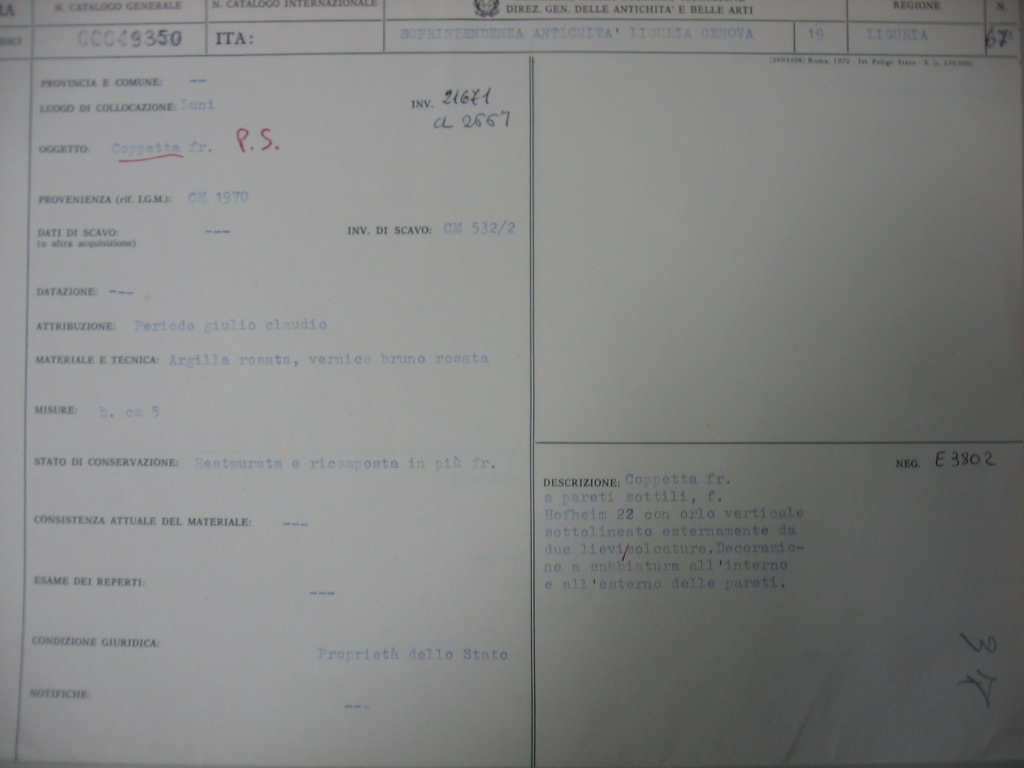 RA
N. CATALOGO GENERALE
N. CATALOGO INTERNAZIONALE
DIREZ. GEN. DELLE ANTICHITA' E BELLE ARTI
REGIONE
N.
00049350
ITA:
SOPRINTENDENZA ANTICHITA' LIGURIA GENOVA
19
LIGURIA
67
PROVINCIA E COMUNE: --
LUOGO DI COLLOCAZIONE: Luni
INV. 21671
CL 2667
OGGETTO: Coppetta fr. P.S.
PROVENIENZA (rif. I.G.M.): CM 1970
DATI DI SCAVO: ---
(o altra acquisizione)
INV. DI SCAVO: CM 532/2
DATAZIONE: ---
ATTRIBUZIONE: Periodo giulio claudio
MATERIALE E TECNICA: Argilla rosata, vernice bruno rosata
MISURE: h. cm 5
STATO DI CONSERVAZIONE: Restaurata e ricomposta in più fr.
CONSISTENZA ATTUALE DEL MATERIALE: ---
ESAME DEI REPERTI: ---
CONDIZIONE GIURIDICA: Proprietà dello Stato
NOTIFICHE: ---
NEG. E 3802
DESCRIZIONE: Coppetta fr.
a pareti sottili, f.
Hofheim 22 con orlo verticale
sottolineato esternamente da
due lievi/solcature.Decorazio-
ne a sabbiatura all'interno
e all'esterno delle pareti.